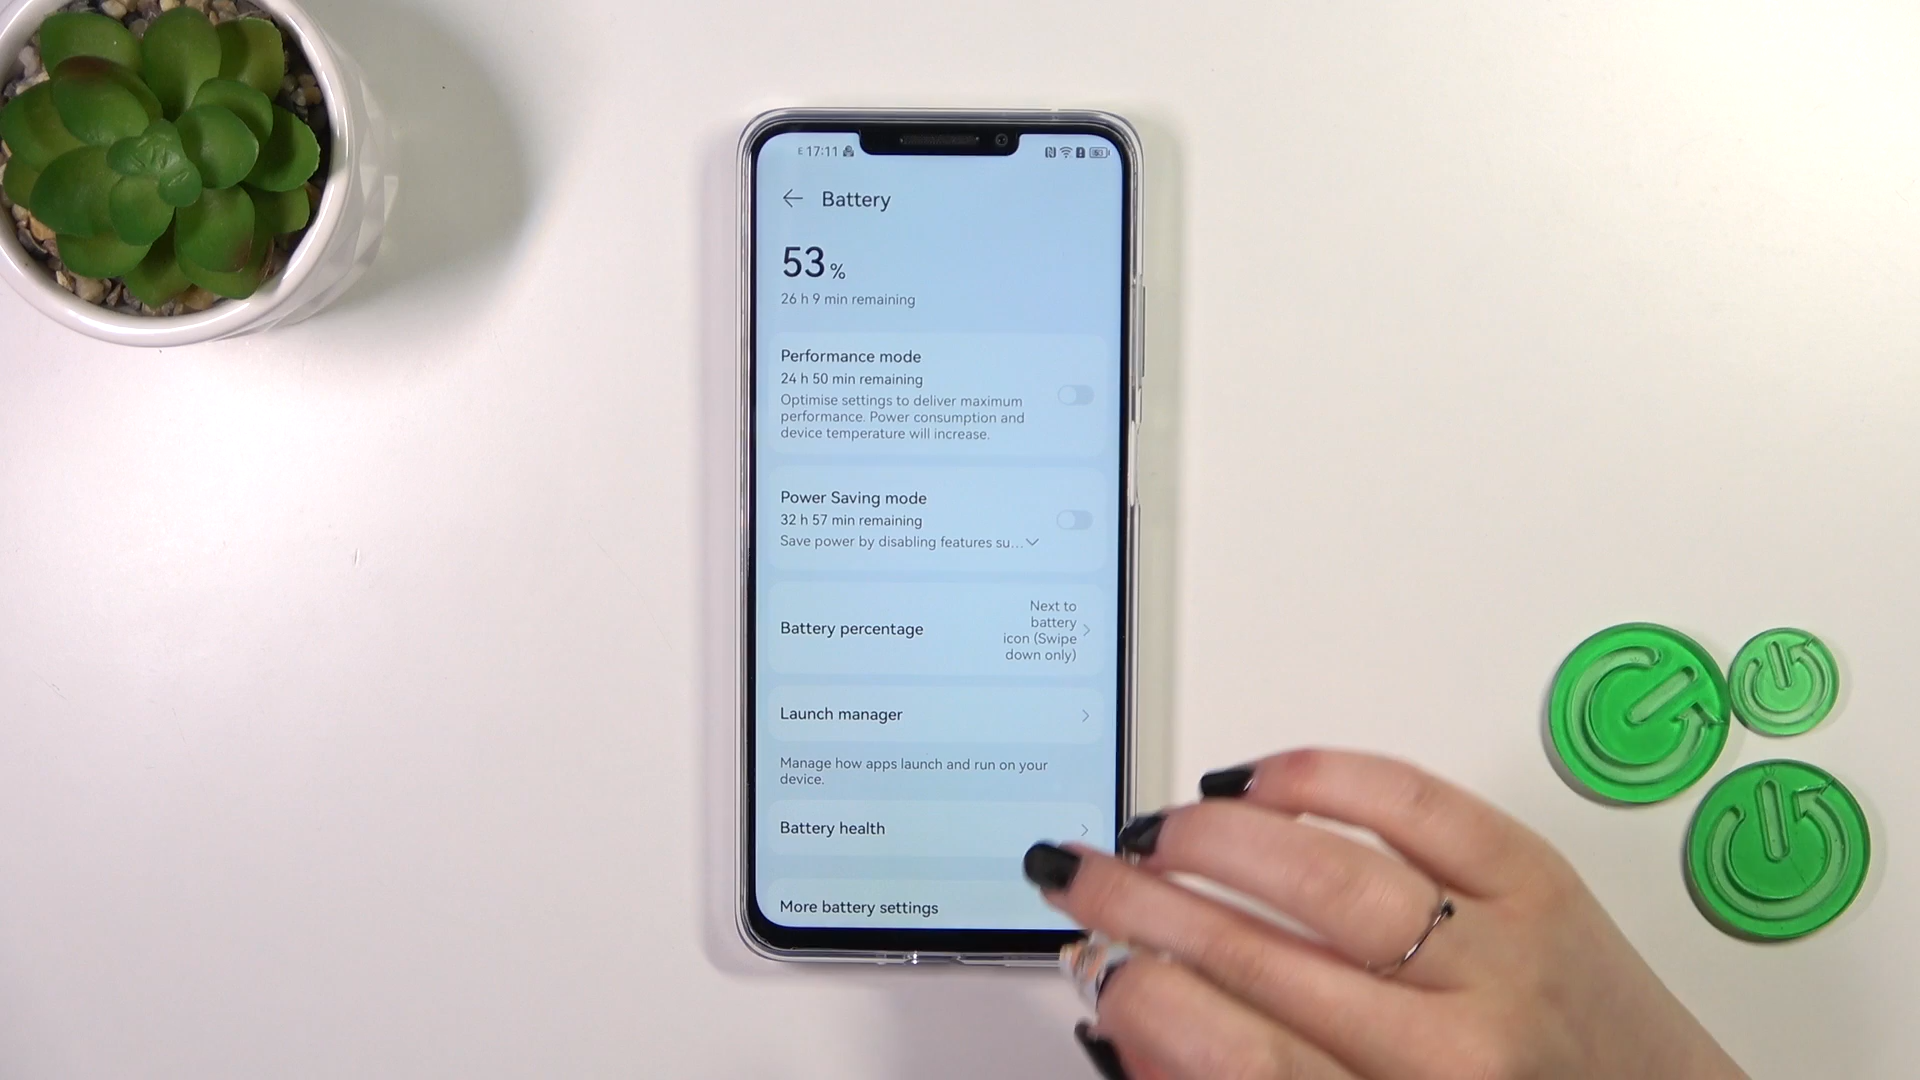 E 17:11
Battery
53 %
26 h 9 min remaining
Performance mode
24 h 50 min remaining
Optimise settings to deliver maximum
performance. Power consumption and
device temperature will increase.
Power Saving mode
32 h 57 min remaining
Save power by disabling features su...
Battery percentage
Next to
battery
icon (Swipe
down only)
Launch manager
Manage how apps launch and run on your
device.
Battery health
More battery settings